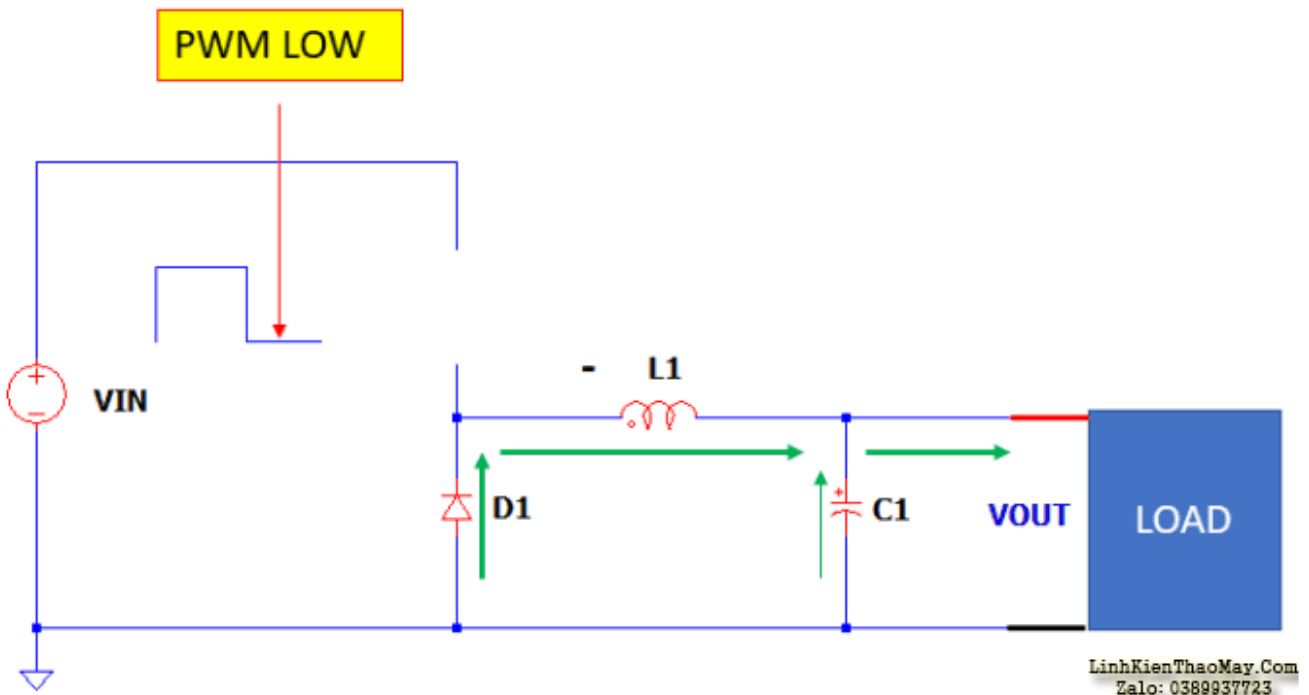 PWM LOW
- L1
+
−
VIN
D1
+
C1
VOUT
LOAD
LinhKienThaoMay.Com
Zalo: 0389937723